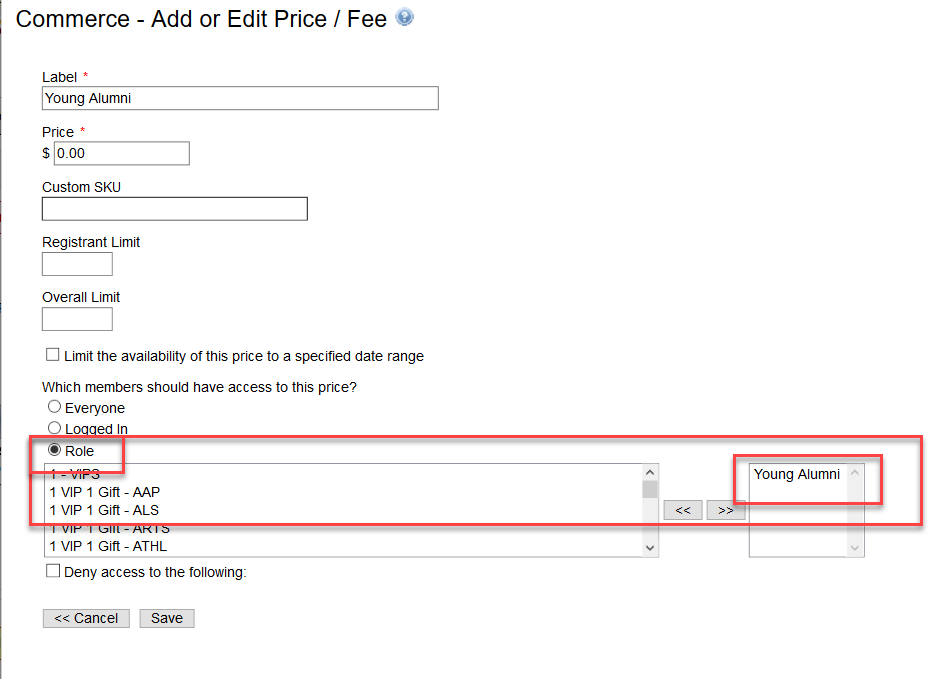 Commerce - Add or Edit Price / Fee ?
Label *
Young Alumni
Price *
$ 0.00
Custom SKU
Registrant Limit
Overall Limit
Limit the availability of this price to a specified date range
Which members should have access to this price?
Everyone
Logged In
Role
1 - VIPS
1 VIP 1 Gift - AAP
1 VIP 1 Gift - ALS
1 VIP 1 Gift - ARTS
1 VIP 1 Gift - ATHL
<< >>
Young Alumni
Deny access to the following:
<< Cancel Save